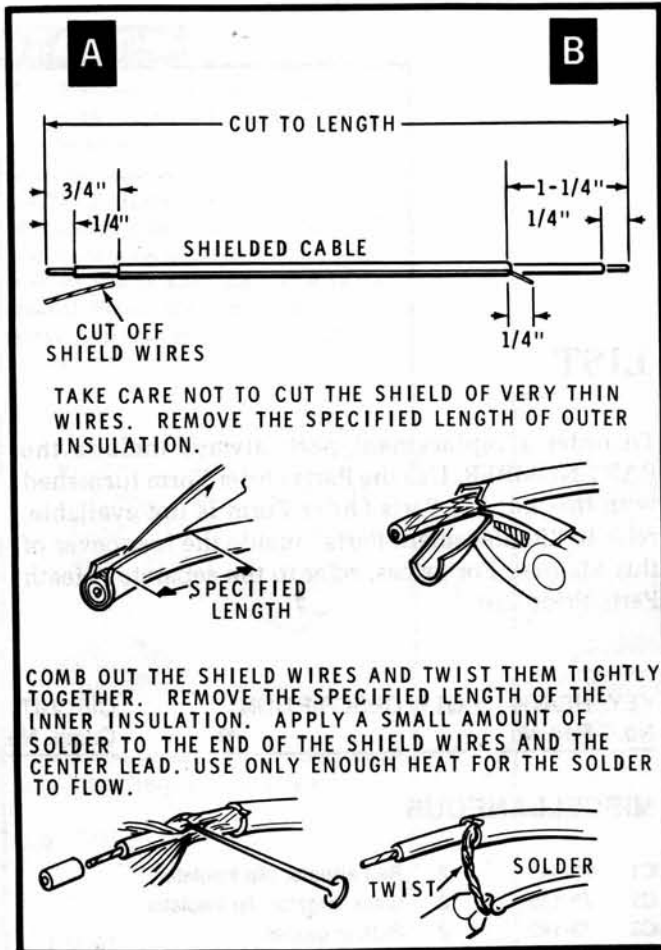 A B
CUT TO LENGTH
3/4" 1-1/4"
1/4" 1/4"
SHIELDED CABLE
CUT OFF
SHIELD WIRES
1/4"
TAKE CARE NOT TO CUT THE SHIELD OF VERY THIN
WIRES. REMOVE THE SPECIFIED LENGTH OF OUTER
INSULATION.
SPECIFIED
LENGTH
COMB OUT THE SHIELD WIRES AND TWIST THEM TIGHTLY
TOGETHER. REMOVE THE SPECIFIED LENGTH OF THE
INNER INSULATION. APPLY A SMALL AMOUNT OF
SOLDER TO THE END OF THE SHIELD WIRES AND THE
CENTER LEAD. USE ONLY ENOUGH HEAT FOR THE SOLDER
TO FLOW.
TWIST SOLDER